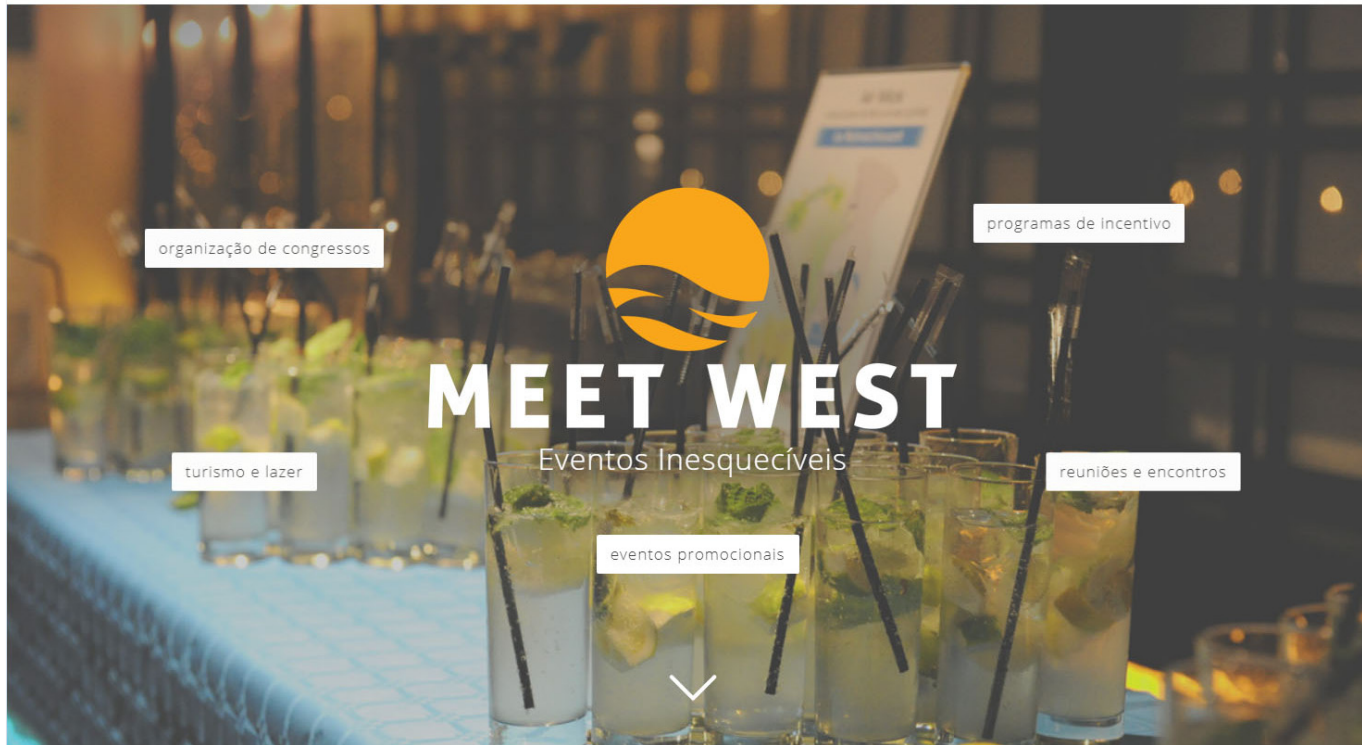 programas de incentivo
organização de congressos
MEET WEST
Eventos Inesquecíveis
turismo e lazer
reuniões e encontros
eventos promocionais